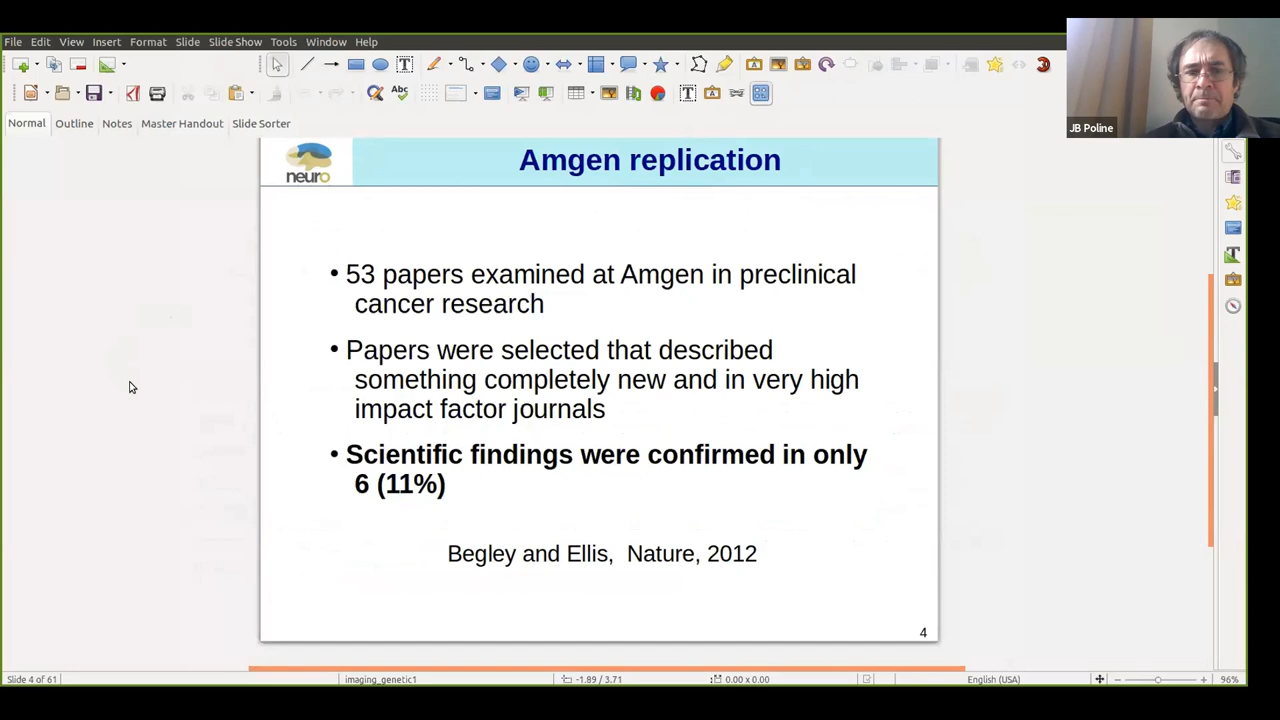 File Edit View Insert Format Slide Slide Show Tools Window Help
Normal Outline Notes Master Handout Slide Sorter
JB Poline
neuro
Amgen replication
• 53 papers examined at Amgen in preclinical
cancer research
• Papers were selected that described
something completely new and in very high
impact factor journals
• Scientific findings were confirmed in only
6 (11%)
Begley and Ellis, Nature, 2012
4
Slide 4 of 61 imaging_genetic1 -1.89 / 3.71 0.00 x 0.00 English (USA) 96%